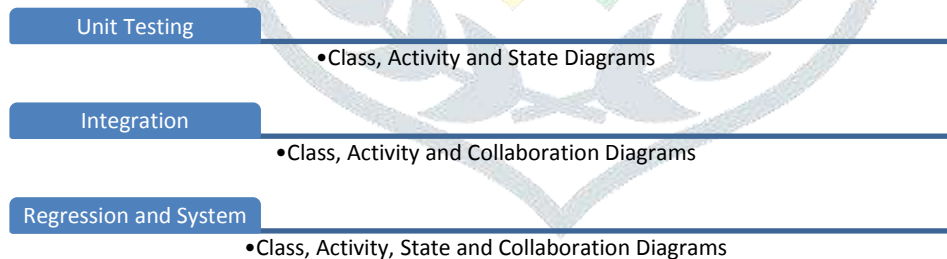 Unit Testing
•Class, Activity and State Diagrams
Integration
•Class, Activity and Collaboration Diagrams
Regression and System
•Class, Activity, State and Collaboration Diagrams